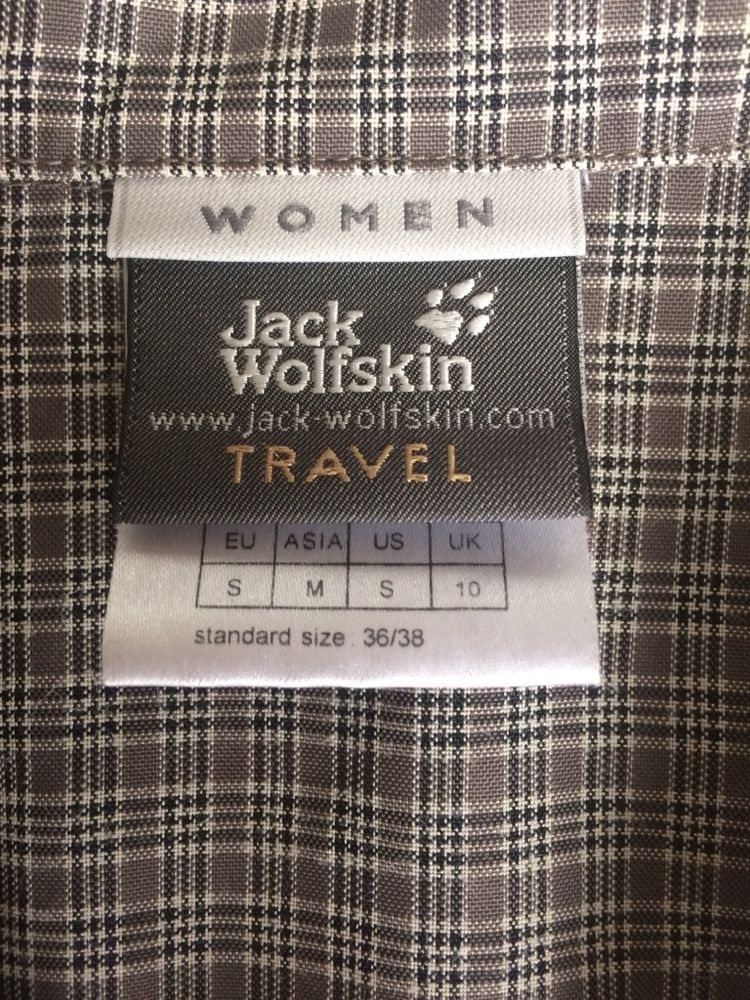 WOMEN
Jack
Wolfskin
www.jack-wolfskin.com
TRAVEL
EU ASIA US UK
S M S 10
standard size: 36/38